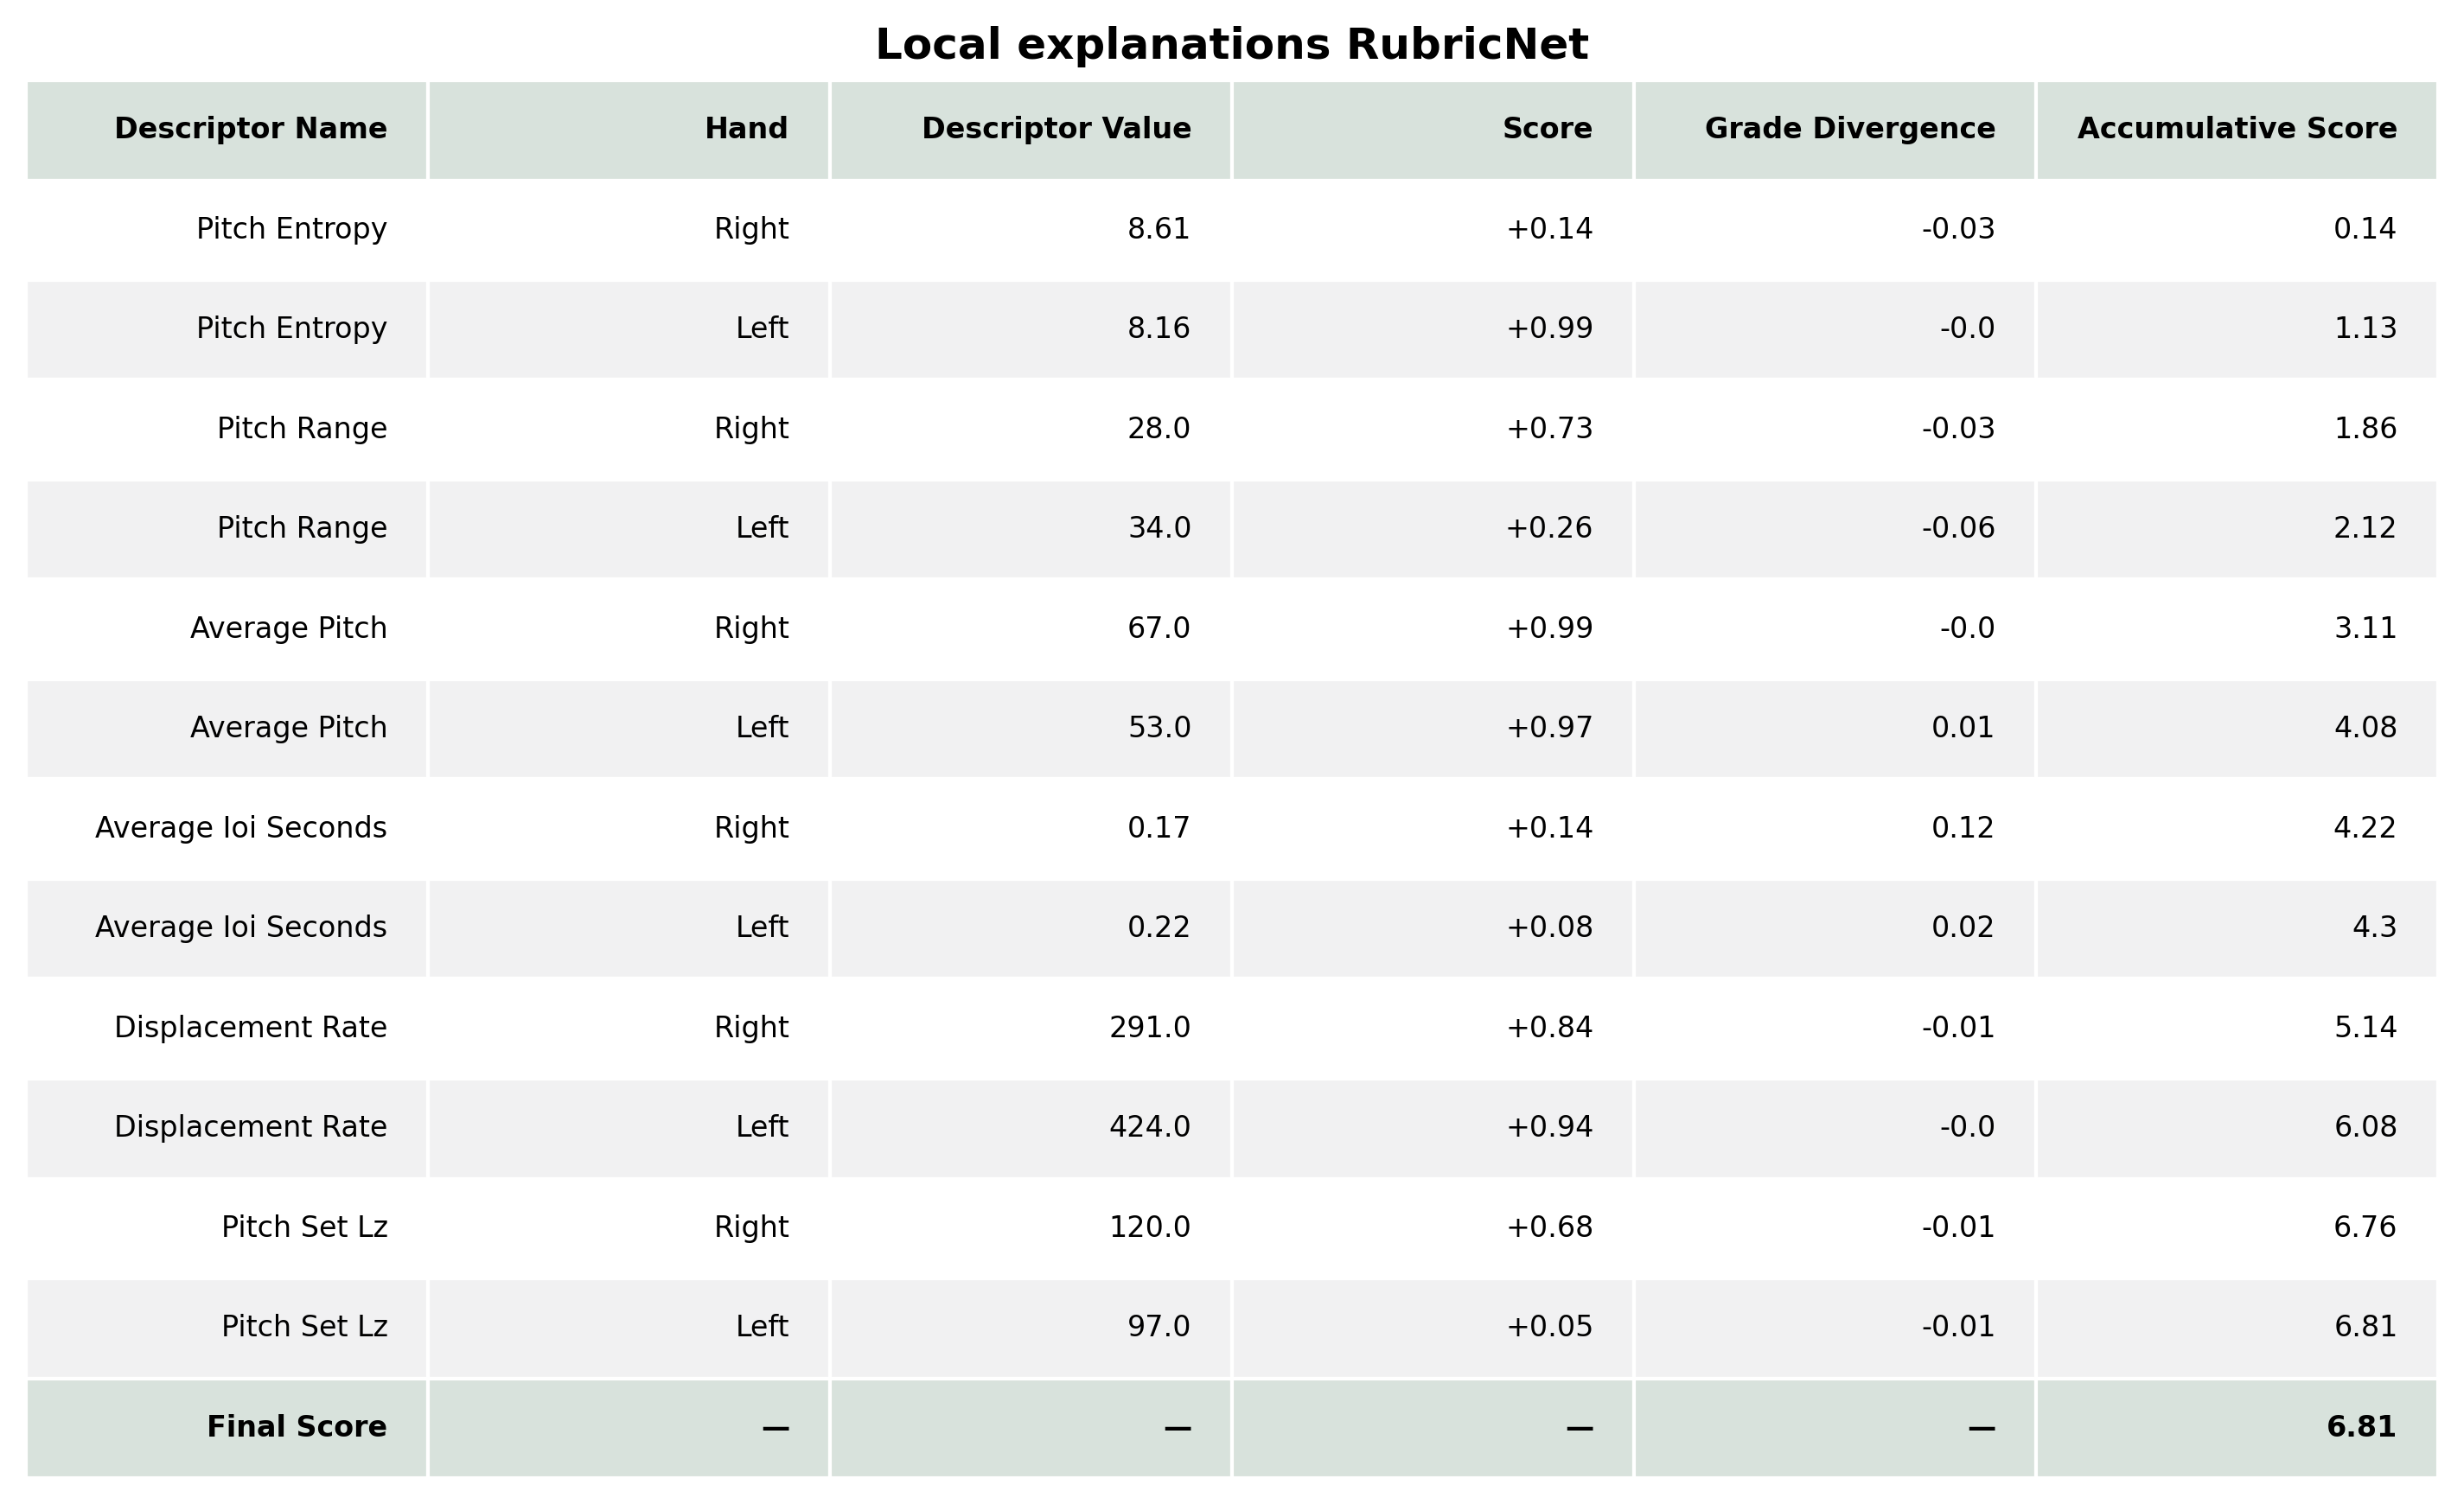 Local explanations RubricNet
Descriptor Name Hand Descriptor Value Score Grade Divergence Accumulative Score
Pitch Entropy Right 8.61 +0.14 -0.03 0.14
Pitch Entropy Left 8.16 +0.99 -0.0 1.13
Pitch Range Right 28.0 +0.73 -0.03 1.86
Pitch Range Left 34.0 +0.26 -0.06 2.12
Average Pitch Right 67.0 +0.99 -0.0 3.11
Average Pitch Left 53.0 +0.97 0.01 4.08
Average Ioi Seconds Right 0.17 +0.14 0.12 4.22
Average Ioi Seconds Left 0.22 +0.08 0.02 4.3
Displacement Rate Right 291.0 +0.84 -0.01 5.14
Displacement Rate Left 424.0 +0.94 -0.0 6.08
Pitch Set Lz Right 120.0 +0.68 -0.01 6.76
Pitch Set Lz Left 97.0 +0.05 -0.01 6.81
Final Score — — — — 6.81